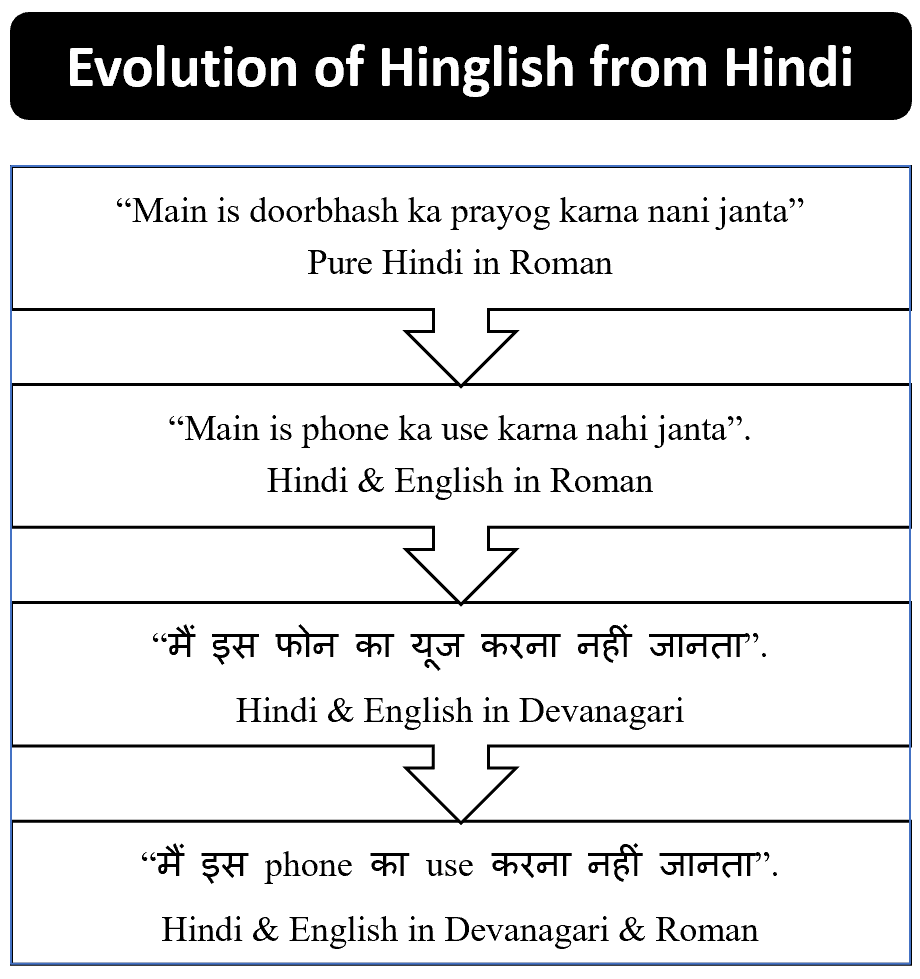 Evolution of Hinglish from Hindi
“Main is doorbhash ka prayog karna nani janta”
Pure Hindi in Roman
“Main is phone ka use karna nahi janta”.
Hindi & English in Roman
“मैं इस फोन का यूज करना नहीं जानता”.
Hindi & English in Devanagari
“मैं इस phone का use करना नहीं जानता”.
Hindi & English in Devanagari & Roman